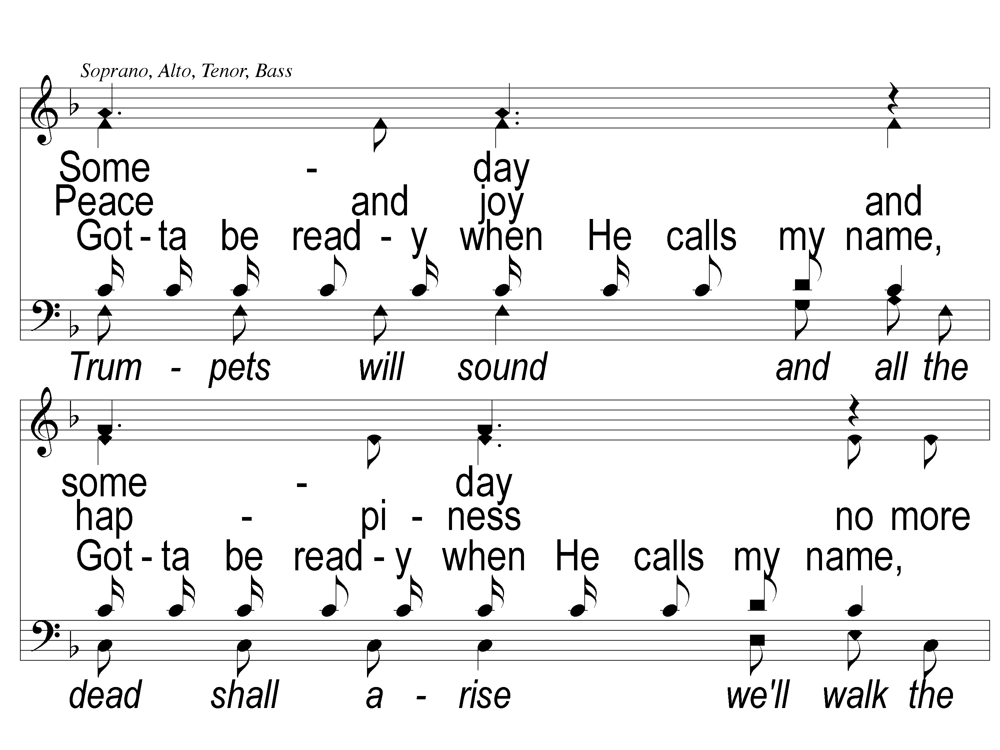 Soprano, Alto, Tenor, Bass
Some - day
Peace and joy and
Got - ta be read - y when He calls my name,
Trum - pets will sound and all the
some - day
hap - pi - ness no more
Got - ta be read - y when He calls my name,
dead shall a - rise we'll walk the